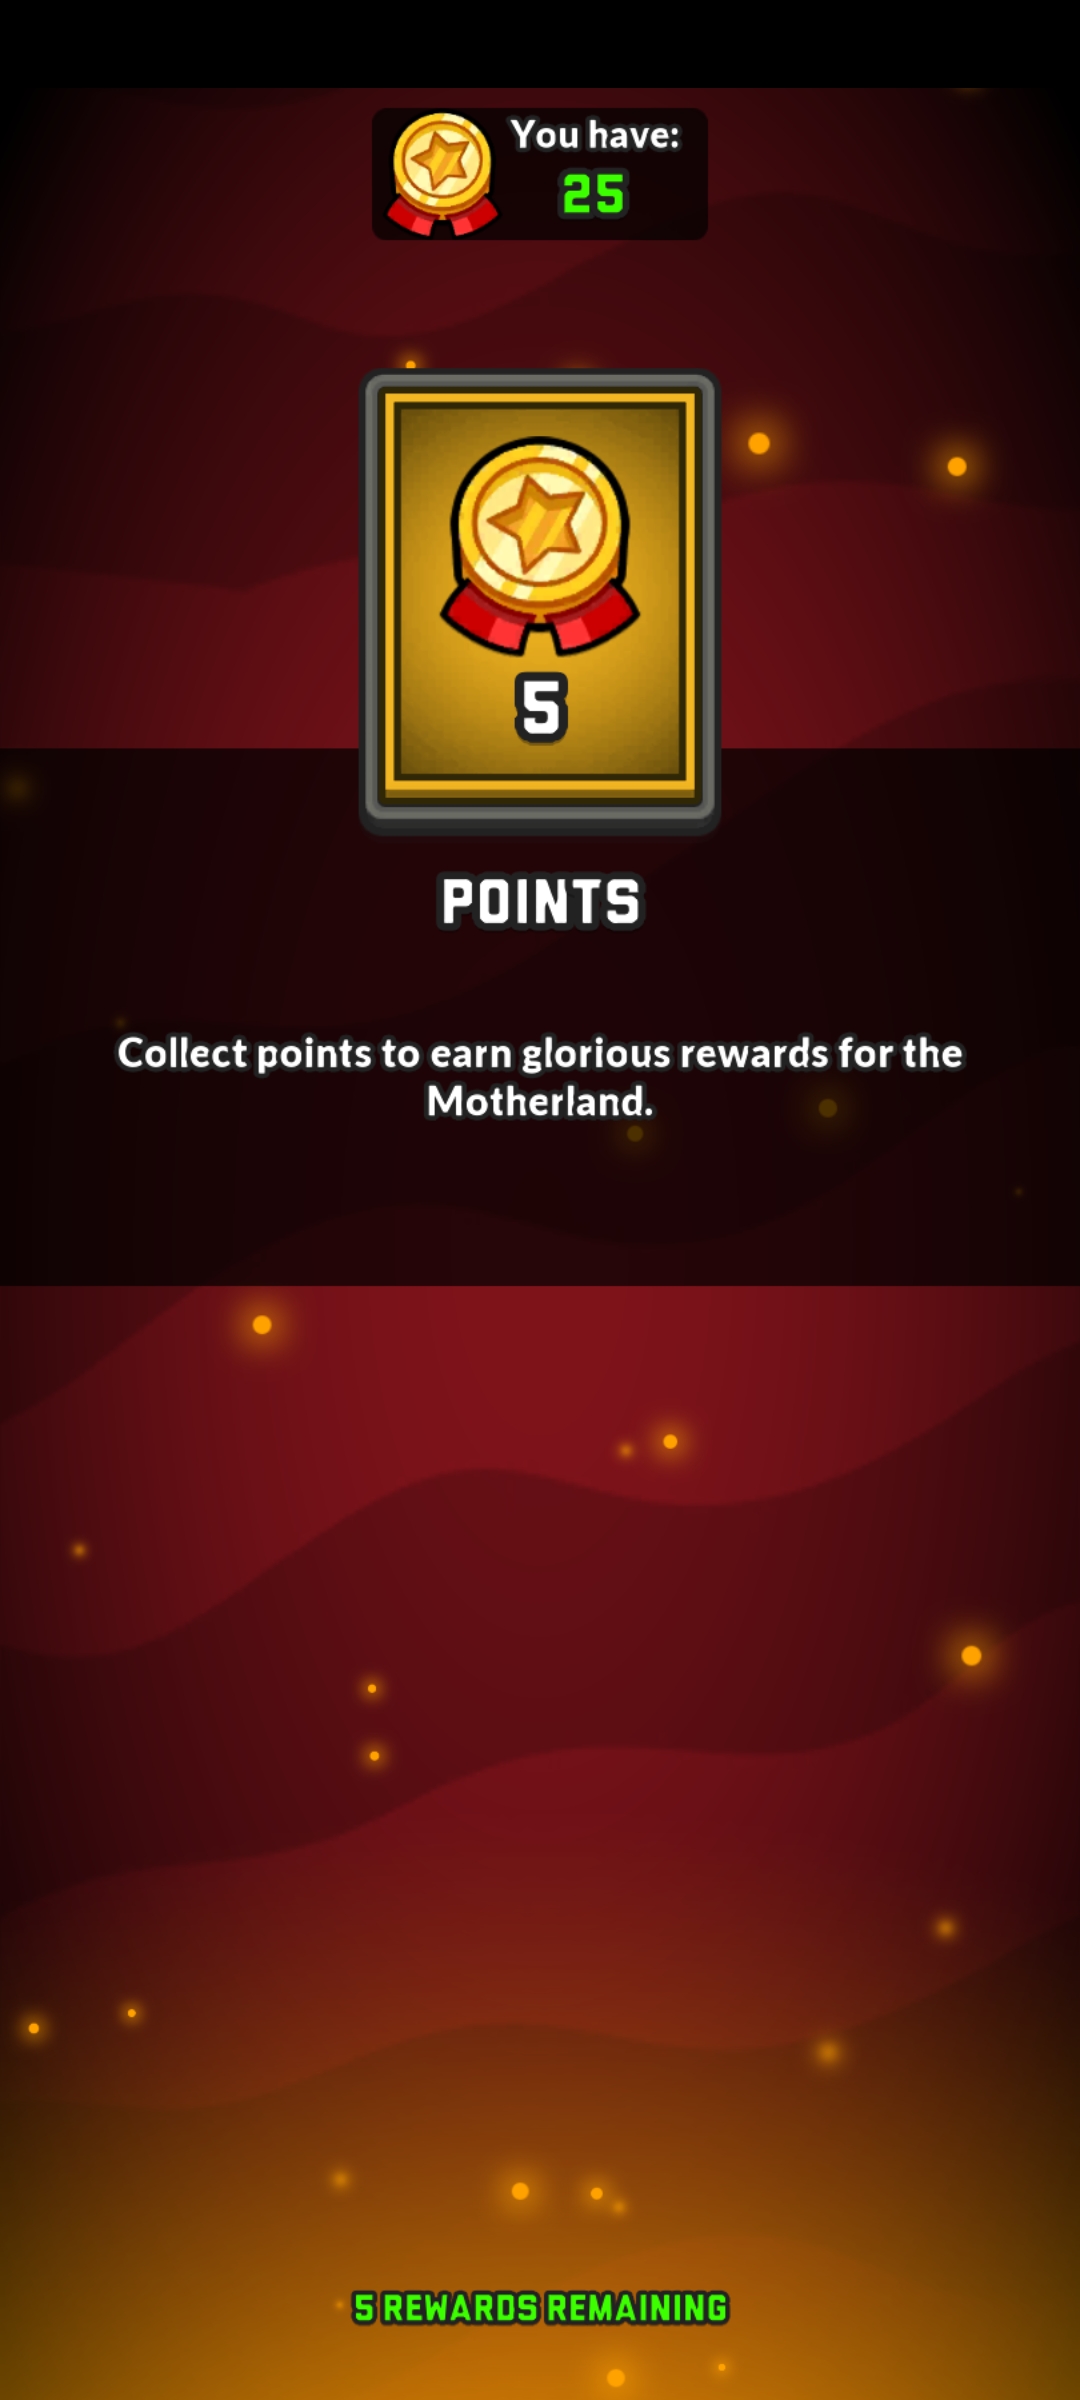 You have:
25
5
POINTS
Collect points to earn glorious rewards for the
Motherland.
5 REWARDS REMAINING